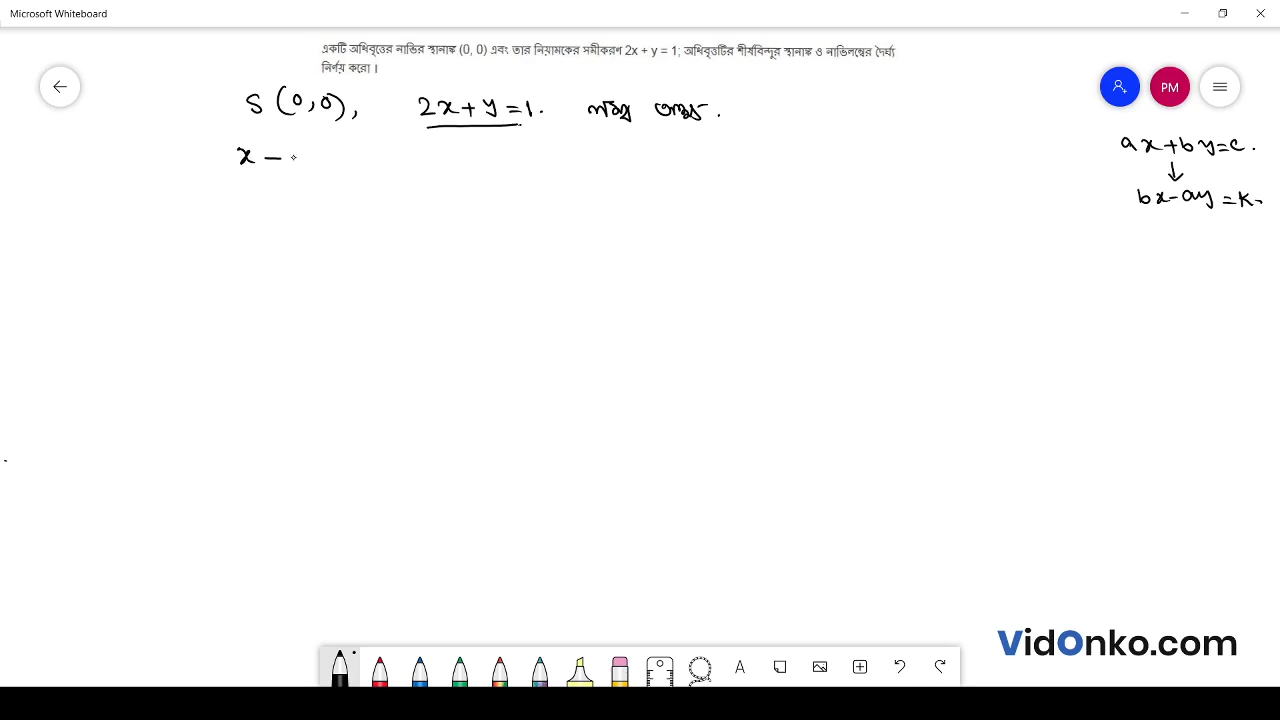 Microsoft Whiteboard
একটি অধিবৃত্তের নাভির স্থানাঙ্ক (0, 0) এবং তার নিয়ামকের সমীকরণ 2x + y = 1; অধিবৃত্তটির শীর্ষবিন্দুর স্থানাঙ্ক ও নাভিলম্বের দৈর্ঘ্য
নির্ণয় করো ।
PM
S (0,0), 2x+y=1. লম্ব অক্ষ.
x -
ax+by=c.
↓
bx-ay=k.
A
VidOnko.com